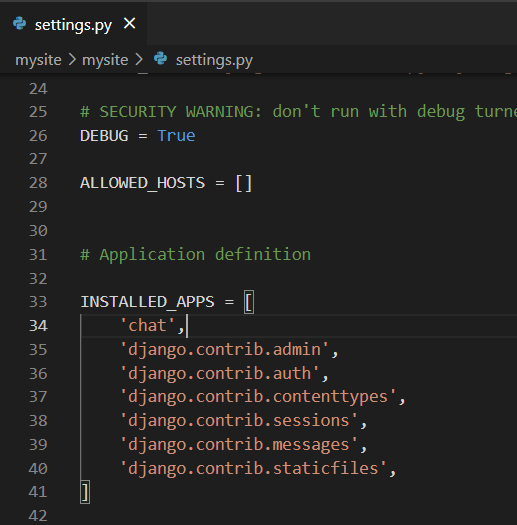 settings.py
mysite > mysite > settings.py
24
25 # SECURITY WARNING: don't run with debug turne
26 DEBUG = True
27
28 ALLOWED_HOSTS = []
29
30
31 # Application definition
32
33 INSTALLED_APPS = [
34     'chat',
35     'django.contrib.admin',
36     'django.contrib.auth',
37     'django.contrib.contenttypes',
38     'django.contrib.sessions',
39     'django.contrib.messages',
40     'django.contrib.staticfiles',
41 ]
42